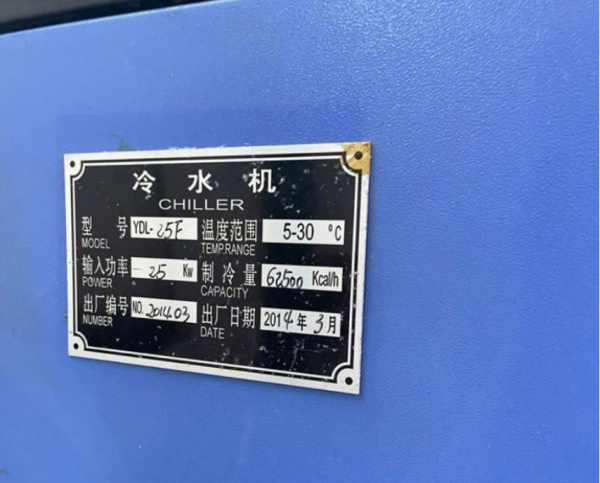 冷水机
CHILLER
型号 YDL-25F 温度范围 5-30 °C
MODEL TEMP.RANGE
输入功率 25 Kw 制冷量 62500 Kcal/h
POWER CAPACITY
出厂编号 NO.201403 出厂日期 2014年3月
NUMBER DATE